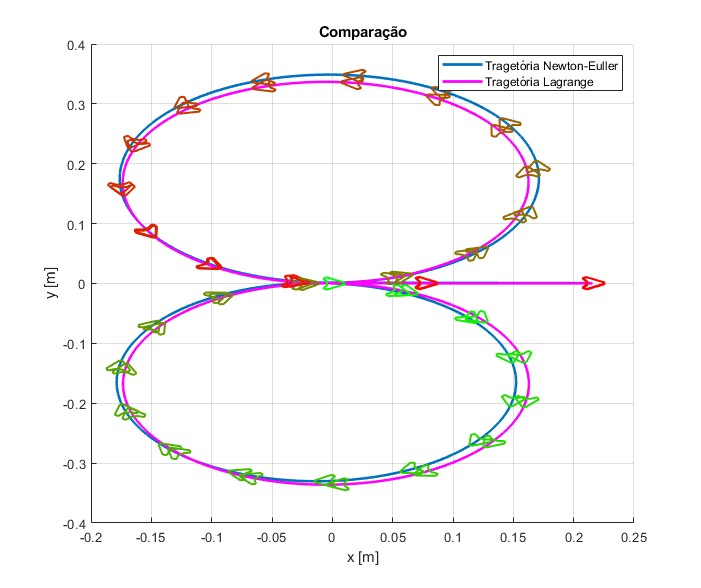 Comparação
Tragetória Newton-Euller
Tragetória Lagrange
0.4
0.3
0.2
0.1
0
-0.1
-0.2
-0.3
-0.4
y [m]
-0.2 -0.15 -0.1 -0.05 0 0.05 0.1 0.15 0.2 0.25
x [m]